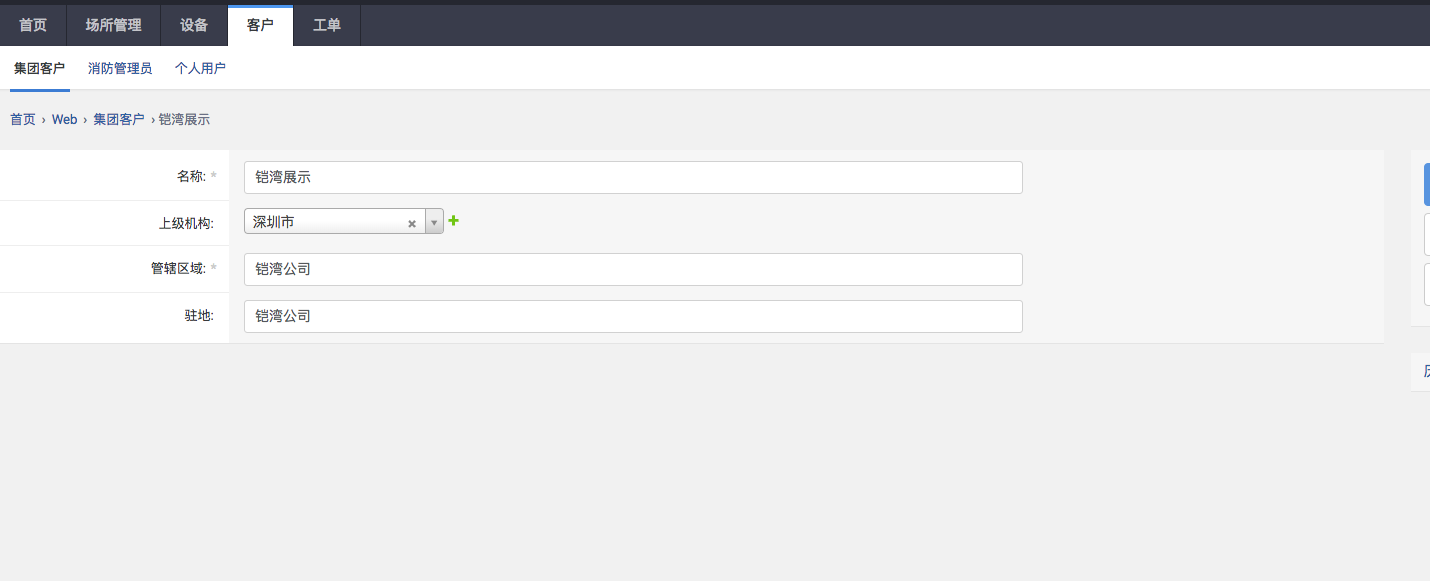 首页 场所管理 设备 客户 工单
集团客户 消防管理员 个人用户
首页 › Web › 集团客户 › 铠湾展示
名称: * 铠湾展示
上级机构: 深圳市
管辖区域: * 铠湾公司
驻地: 铠湾公司